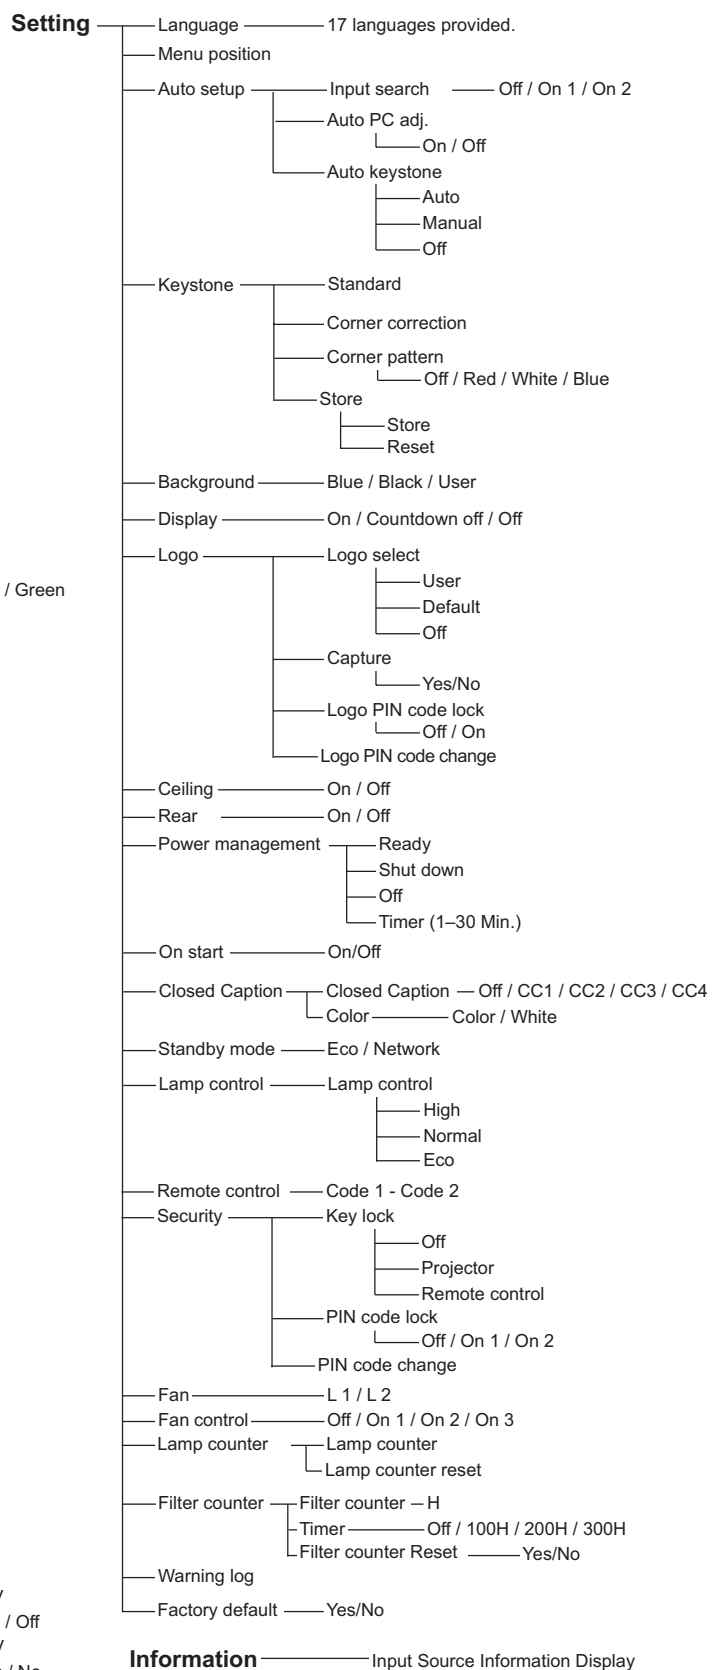 Setting Language 17 languages provided.
Menu position
Auto setup Input search Off / On 1 / On 2
Auto PC adj.
On / Off
Auto keystone
Auto
Manual
Off
Keystone Standard
Corner correction
Corner pattern
Off / Red / White / Blue
Store
Store
Reset
Background Blue / Black / User
Display On / Countdown off / Off
Logo Logo select
User
/ Green
Default
Off
Capture
Yes/No
Logo PIN code lock
Off / On
Logo PIN code change
Ceiling On / Off
Rear On / Off
Power management Ready
Shut down
Off
Timer (1–30 Min.)
On start On/Off
Closed Caption Closed Caption Off / CC1 / CC2 / CC3 / CC4
Color Color / White
Standby mode Eco / Network
Lamp control Lamp control
High
Normal
Eco
Remote control Code 1 - Code 2
Security Key lock
Off
Projector
Remote control
PIN code lock
Off / On 1 / On 2
PIN code change
Fan L 1 / L 2
Fan control Off / On 1 / On 2 / On 3
Lamp counter Lamp counter
Lamp counter reset
Filter counter Filter counter H
Timer Off / 100H / 200H / 300H
Filter counter Reset Yes/No
Warning log
Factory default Yes/No
/ Off
Information Input Source Information Display